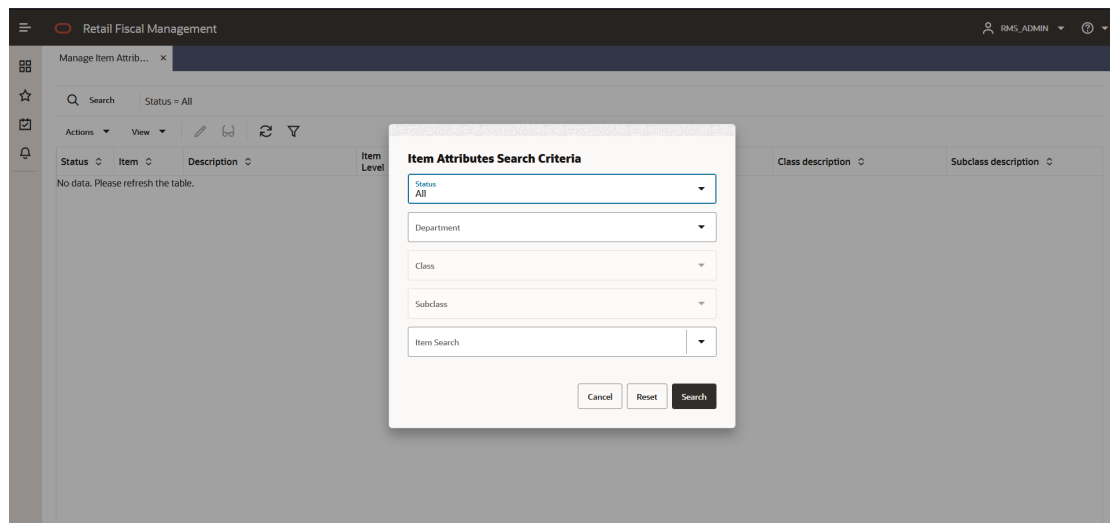 Retail Fiscal Management
RMS_ADMIN
Manage Item Attrib...
Search Status = All
Actions View
Status Item Description Item Level Class description Subclass description
No data. Please refresh the table.
Item Attributes Search Criteria
Status
All
Department
Class
Subclass
Item Search
Cancel Reset Search